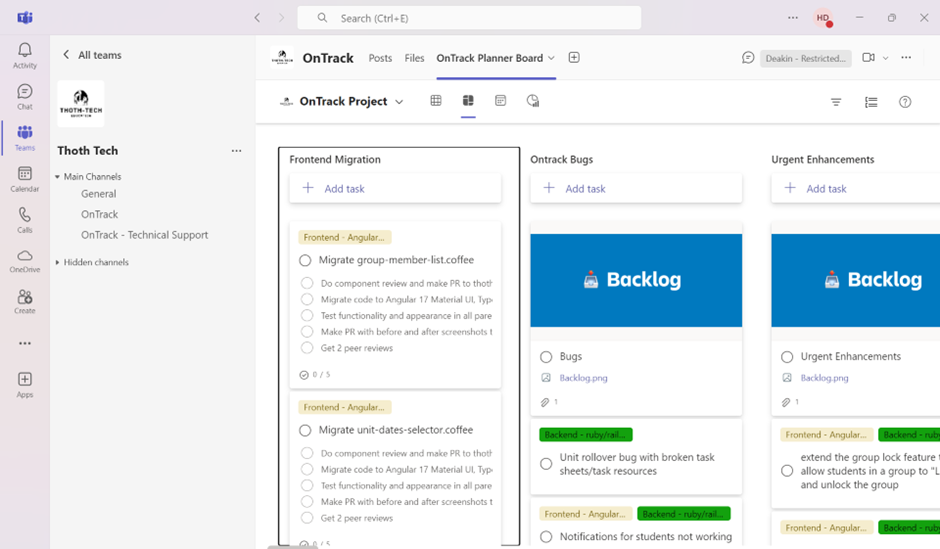 Search (Ctrl+E)
HD
Activity
Chat
Teams
Calendar
Calls
OneDrive
Create
Apps
All teams
THOTH-TECH
Thoth Tech
Main Channels
General
OnTrack
OnTrack - Technical Support
Hidden channels
OnTrack
Posts
Files
OnTrack Planner Board
Deakin - Restricted...
OnTrack Project
Frontend Migration
Add task
Frontend - Angular...
Migrate group-member-list.coffee
Do component review and make PR to thoth
Migrate code to Angular 17 Material UI, Type
Test functionality and appearance in all pare
Make PR with before and after screenshots t
Get 2 peer reviews
0 / 5
Frontend - Angular...
Migrate unit-dates-selector.coffee
Do component review and make PR to thoth
Migrate code to Angular 17 Material UI, Type
Test functionality and appearance in all pare
Make PR with before and after screenshots t
Get 2 peer reviews
0 / 5
Ontrack Bugs
Add task
Backlog
Bugs
Backlog.png
1
Backend - ruby/rail...
Unit rollover bug with broken task
sheets/task resources
Frontend - Angular...
Backend - ruby/rail...
Notifications for students not working
Urgent Enhancements
Add task
Backlog
Urgent Enhancements
Backlog.png
1
Frontend - Angular...
Backend - ruby
extend the group lock feature t
allow students in a group to "L
and unlock the group
Frontend - Angular...
Backend - ruby